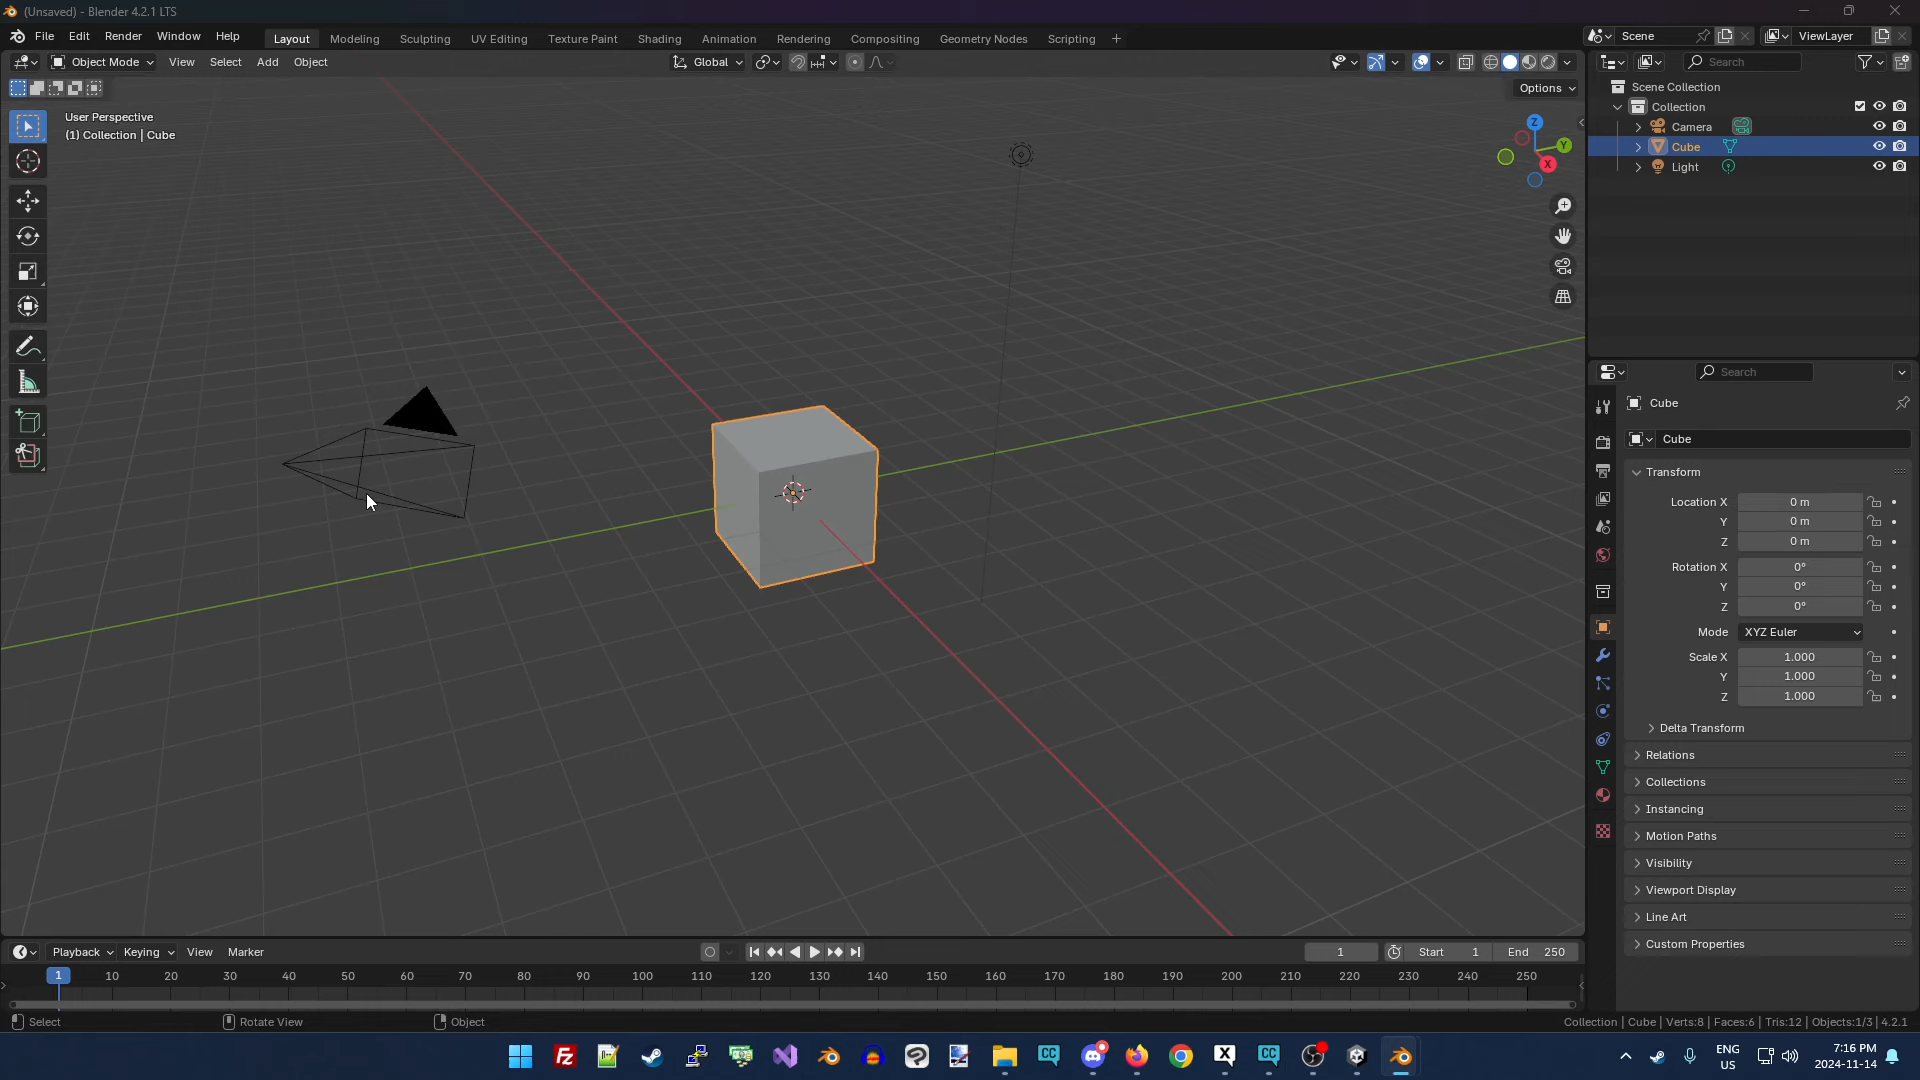 (Unsaved) - Blender 4.2.1 LTS
File Edit Render Window Help Layout Modeling Sculpting UV Editing Texture Paint Shading Animation Rendering Compositing Geometry Nodes Scripting + Scene ViewLayer
Object Mode View Select Add Object Global Search
Options
User Perspective
(1) Collection | Cube
Z
Y
X
Scene Collection
Collection
Camera
Cube
Light
Search
Cube
Cube
Transform
Location X 0 m
Y 0 m
Z 0 m
Rotation X 0°
Y 0°
Z 0°
Mode XYZ Euler
Scale X 1.000
Y 1.000
Z 1.000
Delta Transform
Relations
Collections
Instancing
Motion Paths
Visibility
Viewport Display
Line Art
Custom Properties
Playback Keying View Marker 1 Start 1 End 250
1 10 20 30 40 50 60 70 80 90 100 110 120 130 140 150 160 170 180 190 200 210 220 230 240 250
Select Rotate View Object Collection | Cube | Verts:8 | Faces:6 | Tris:12 | Objects:1/3 | 4.2.1
Fz CC X CC
ENG
US
7:16 PM
2024-11-14